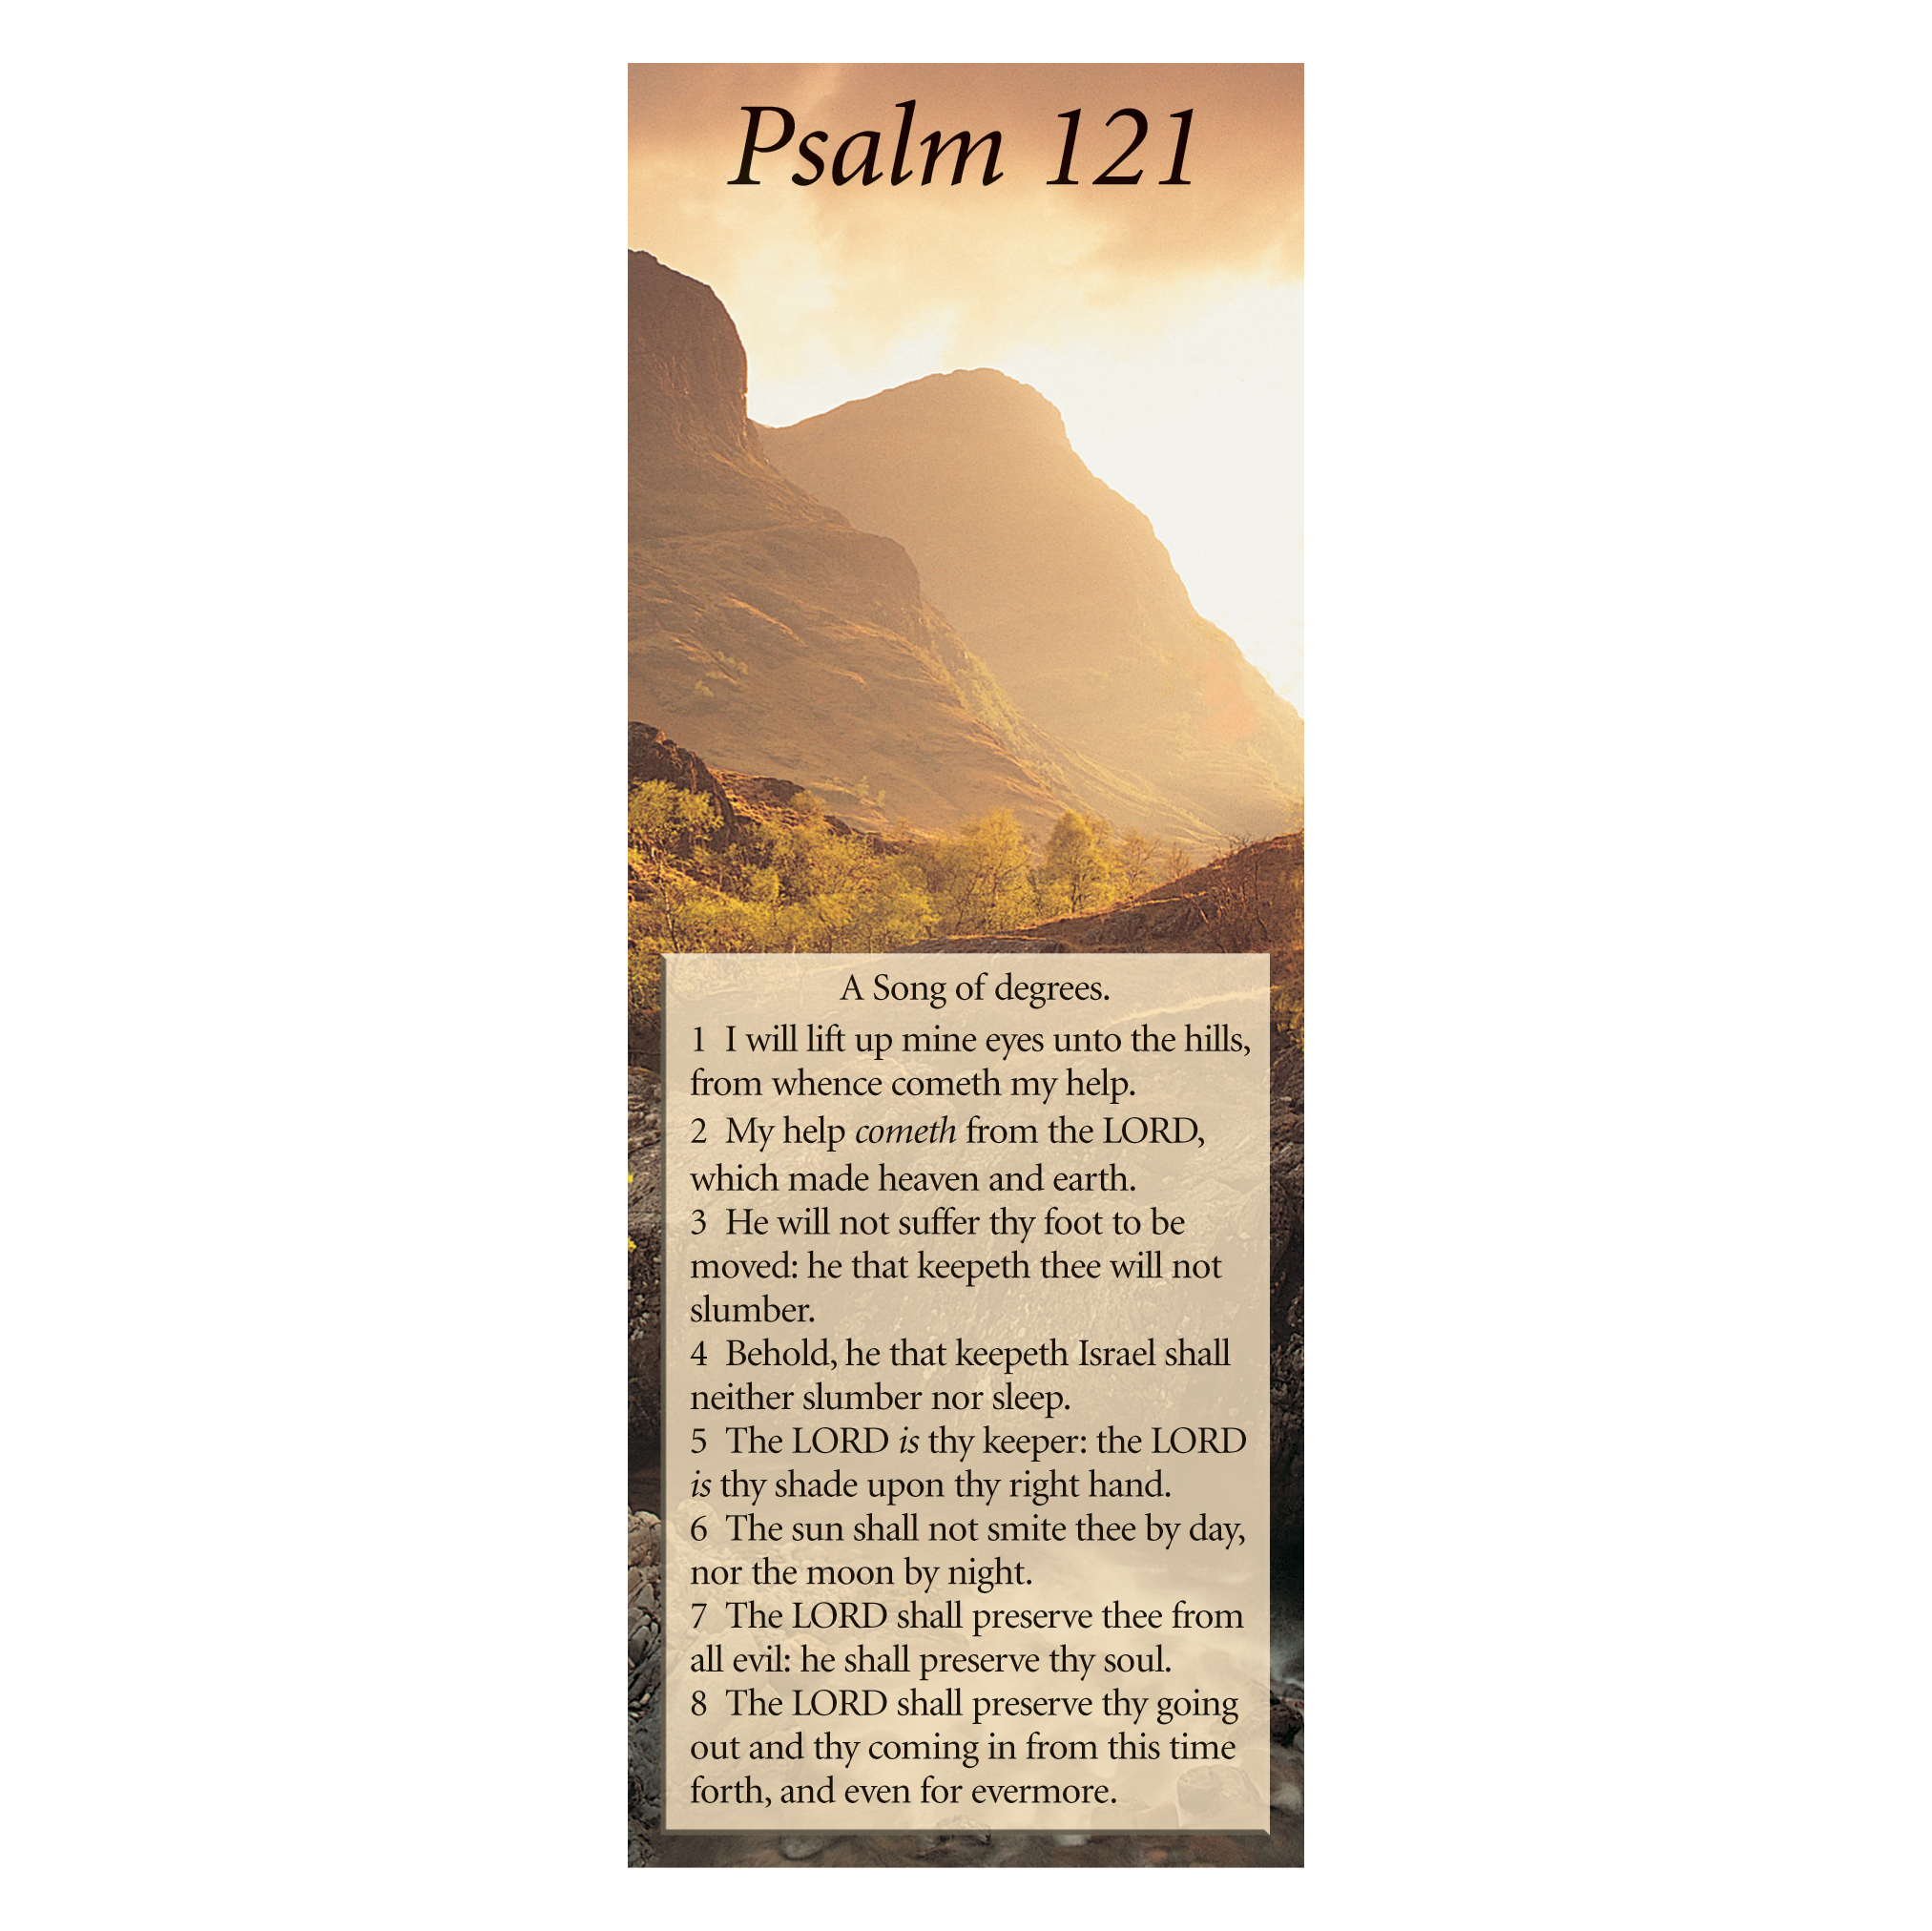 Psalm 121
A Song of degrees.
1 I will lift up mine eyes unto the hills,
from whence cometh my help.
2 My help cometh from the LORD,
which made heaven and earth.
3 He will not suffer thy foot to be
moved: he that keepeth thee will not
slumber.
4 Behold, he that keepeth Israel shall
neither slumber nor sleep.
5 The LORD is thy keeper: the LORD
is thy shade upon thy right hand.
6 The sun shall not smite thee by day,
nor the moon by night.
7 The LORD shall preserve thee from
all evil: he shall preserve thy soul.
8 The LORD shall preserve thy going
out and thy coming in from this time
forth, and even for evermore.